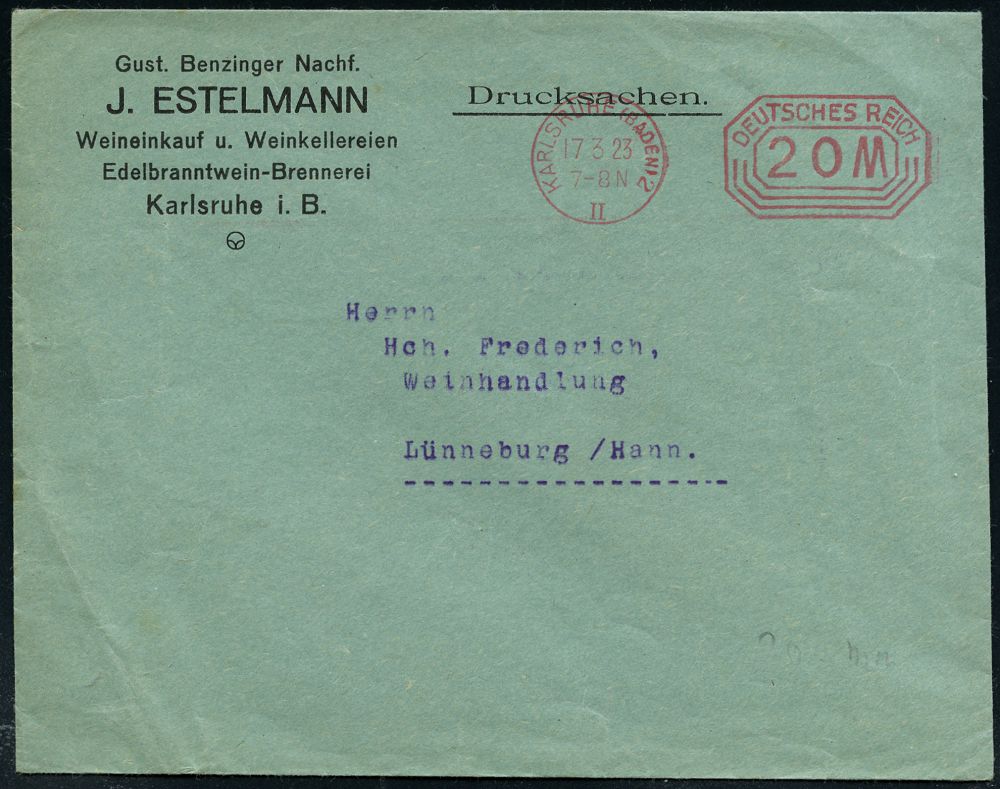 Gust. Benzinger Nachf.
J. ESTELMANN
Weineinkauf u. Weinkellereien
Edelbranntwein-Brennerei
Karlsruhe i. B.
Drucksachen.
KARLSRUHE (BADEN) 2
17 3 23
7-8 N
II
DEUTSCHES REICH
20 M
Herrn
Hch. Frederich,
Weinhandlung
Lünneburg /Hann.